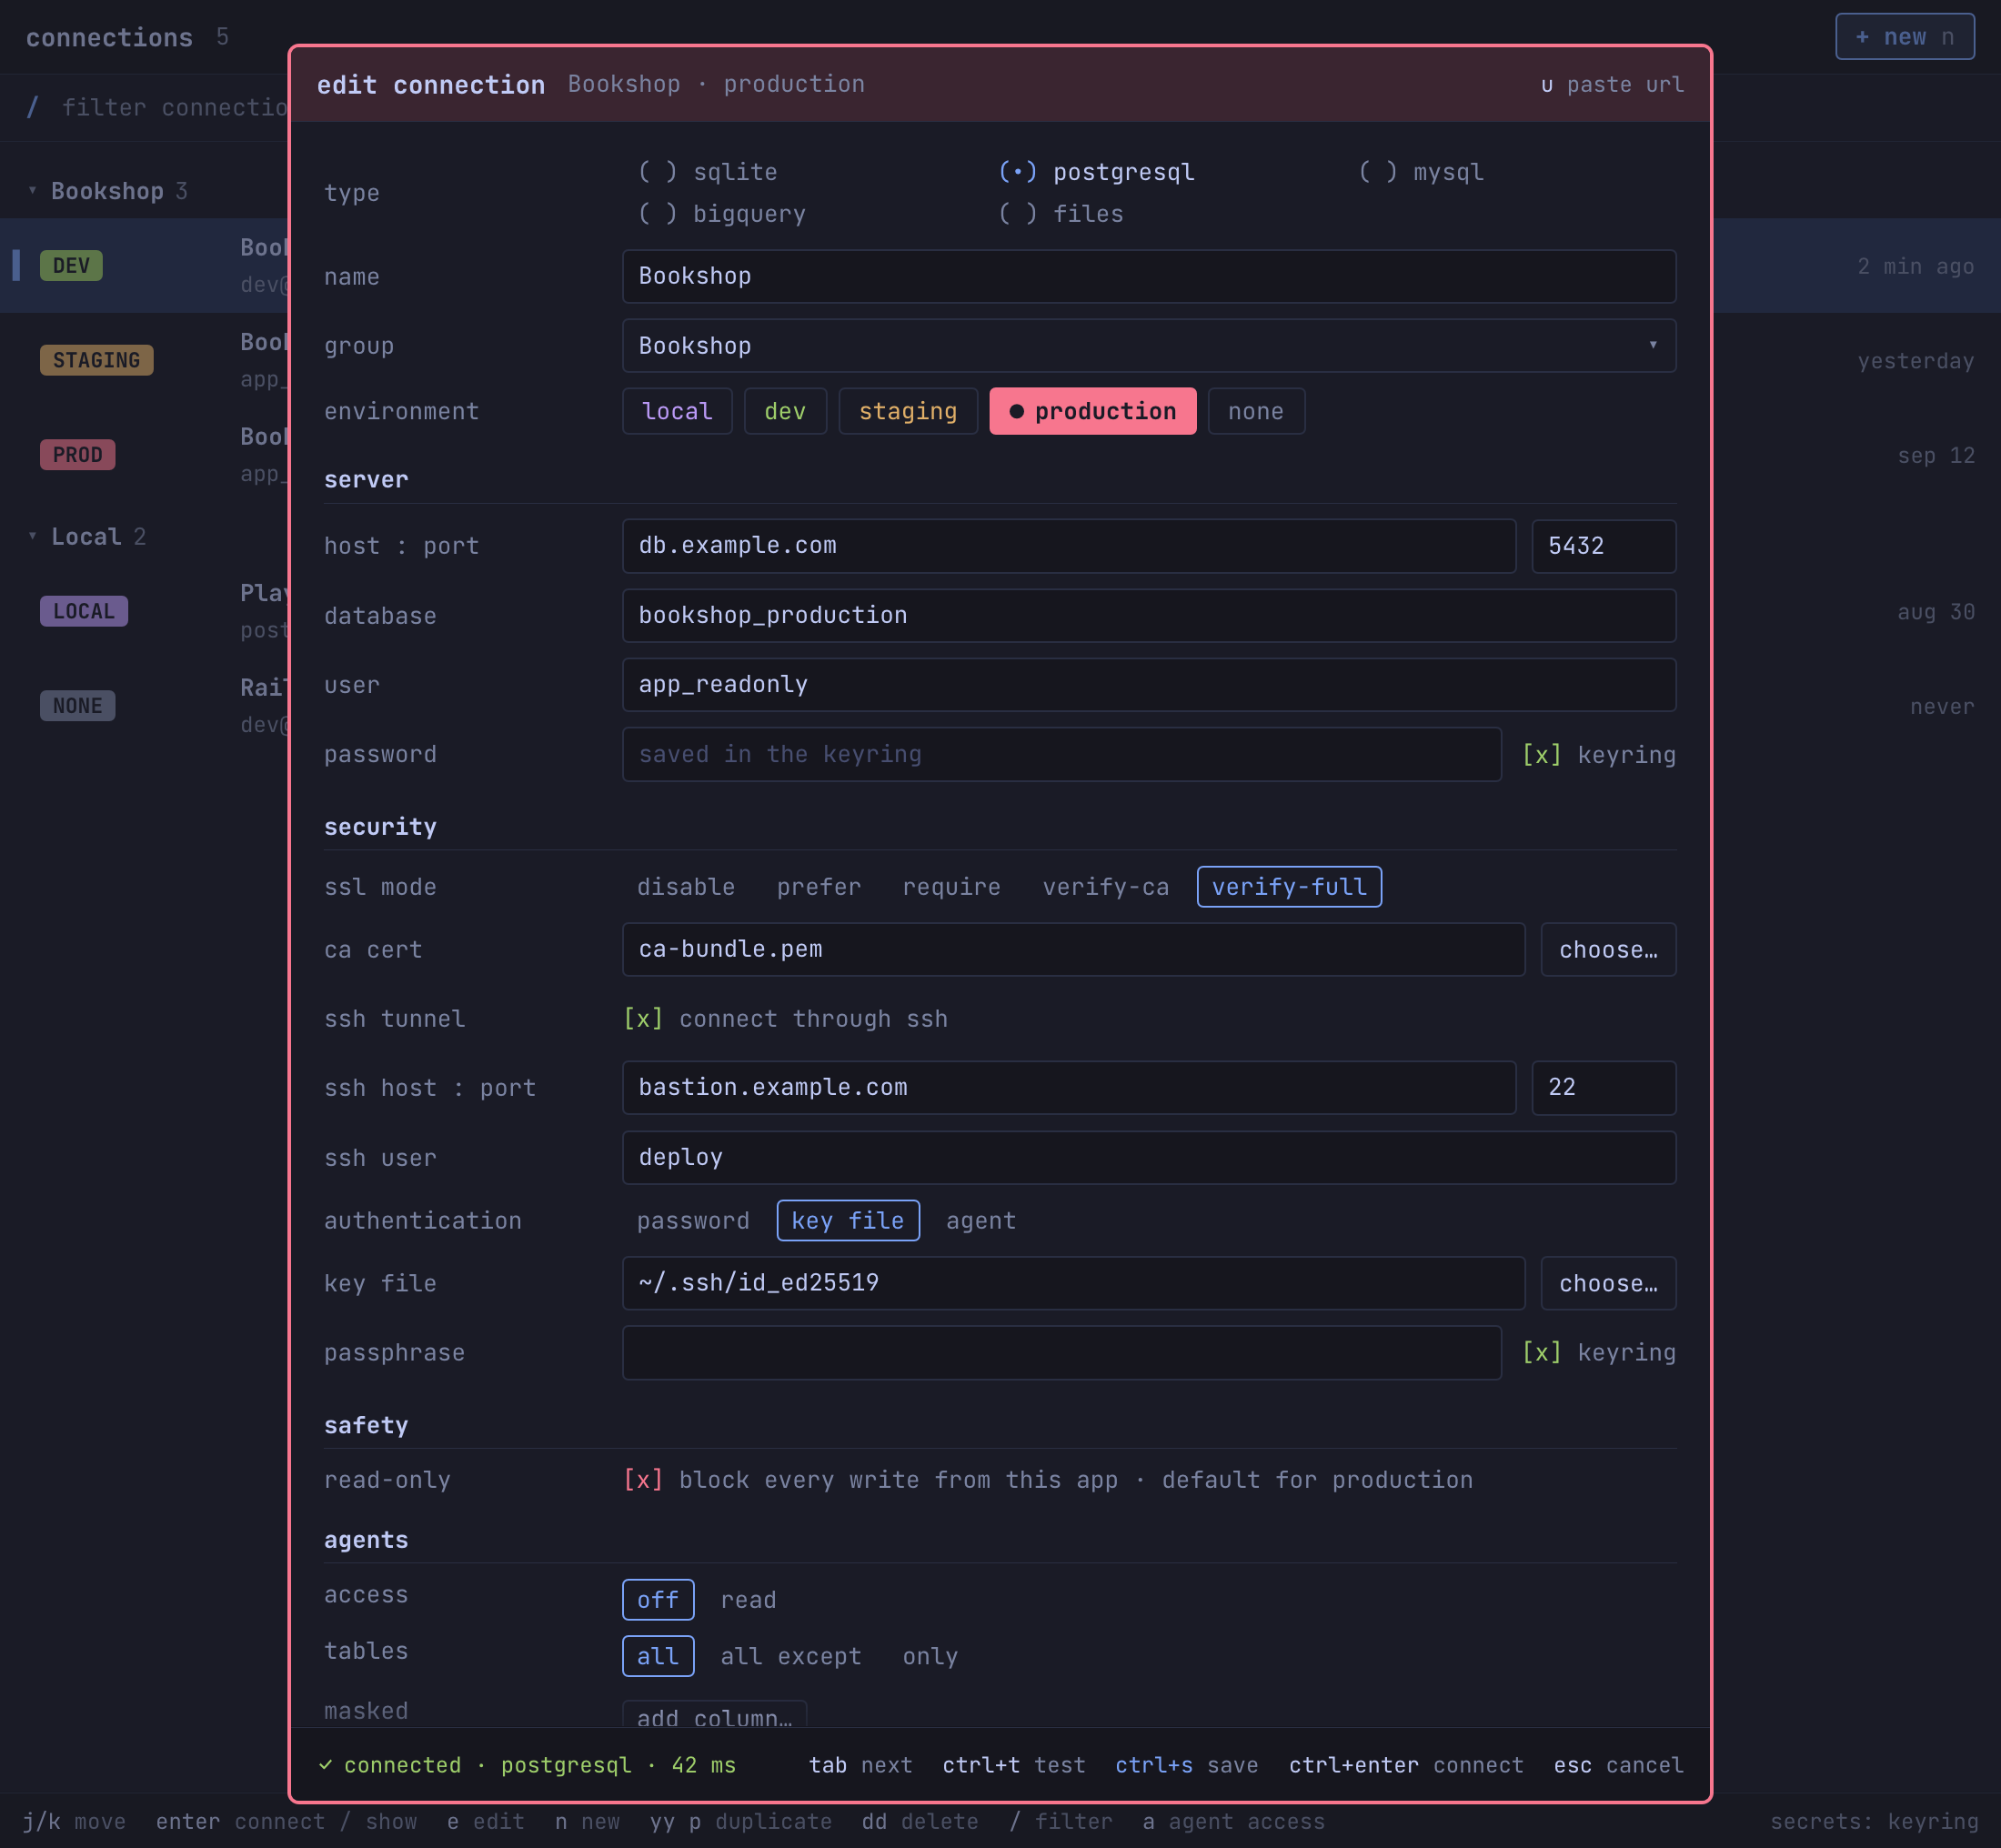 connections 5
+ new n
/ filter connectio
edit connection Bookshop · production
u paste url
▾ Bookshop 3
DEV
Book
dev@
2 min ago
STAGING
Book
app_
yesterday
PROD
Book
app_
sep 12
▾ Local 2
LOCAL
Play
post
aug 30
NONE
Rail
dev@
never
type
( ) sqlite (•) postgresql ( ) mysql
( ) bigquery ( ) files
name Bookshop
group Bookshop ▾
environment local dev staging ● production none
server
host : port db.example.com 5432
database bookshop_production
user app_readonly
password saved in the keyring [x] keyring
security
ssl mode disable prefer require verify-ca verify-full
ca cert ca-bundle.pem choose…
ssh tunnel [x] connect through ssh
ssh host : port bastion.example.com 22
ssh user deploy
authentication password key file agent
key file ~/.ssh/id_ed25519 choose…
passphrase [x] keyring
safety
read-only [x] block every write from this app · default for production
agents
access off read
tables all all except only
masked add column…
✓ connected · postgresql · 42 ms
tab next ctrl+t test ctrl+s save ctrl+enter connect esc cancel
j/k move enter connect / show e edit n new yy p duplicate dd delete / filter a agent access
secrets: keyring